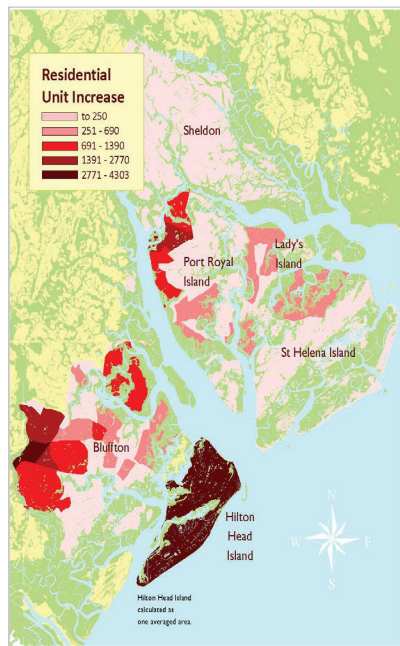 Residential
Unit Increase
to 250
251 - 690
691 - 1390
1391 - 2770
2771 - 4303
Sheldon
Lady's
Island
Port Royal
Island
St Helena Island
Bluffton
Hilton
Head
Island
N
W E
S
Hilton Head Island
calculated as
one averaged area.